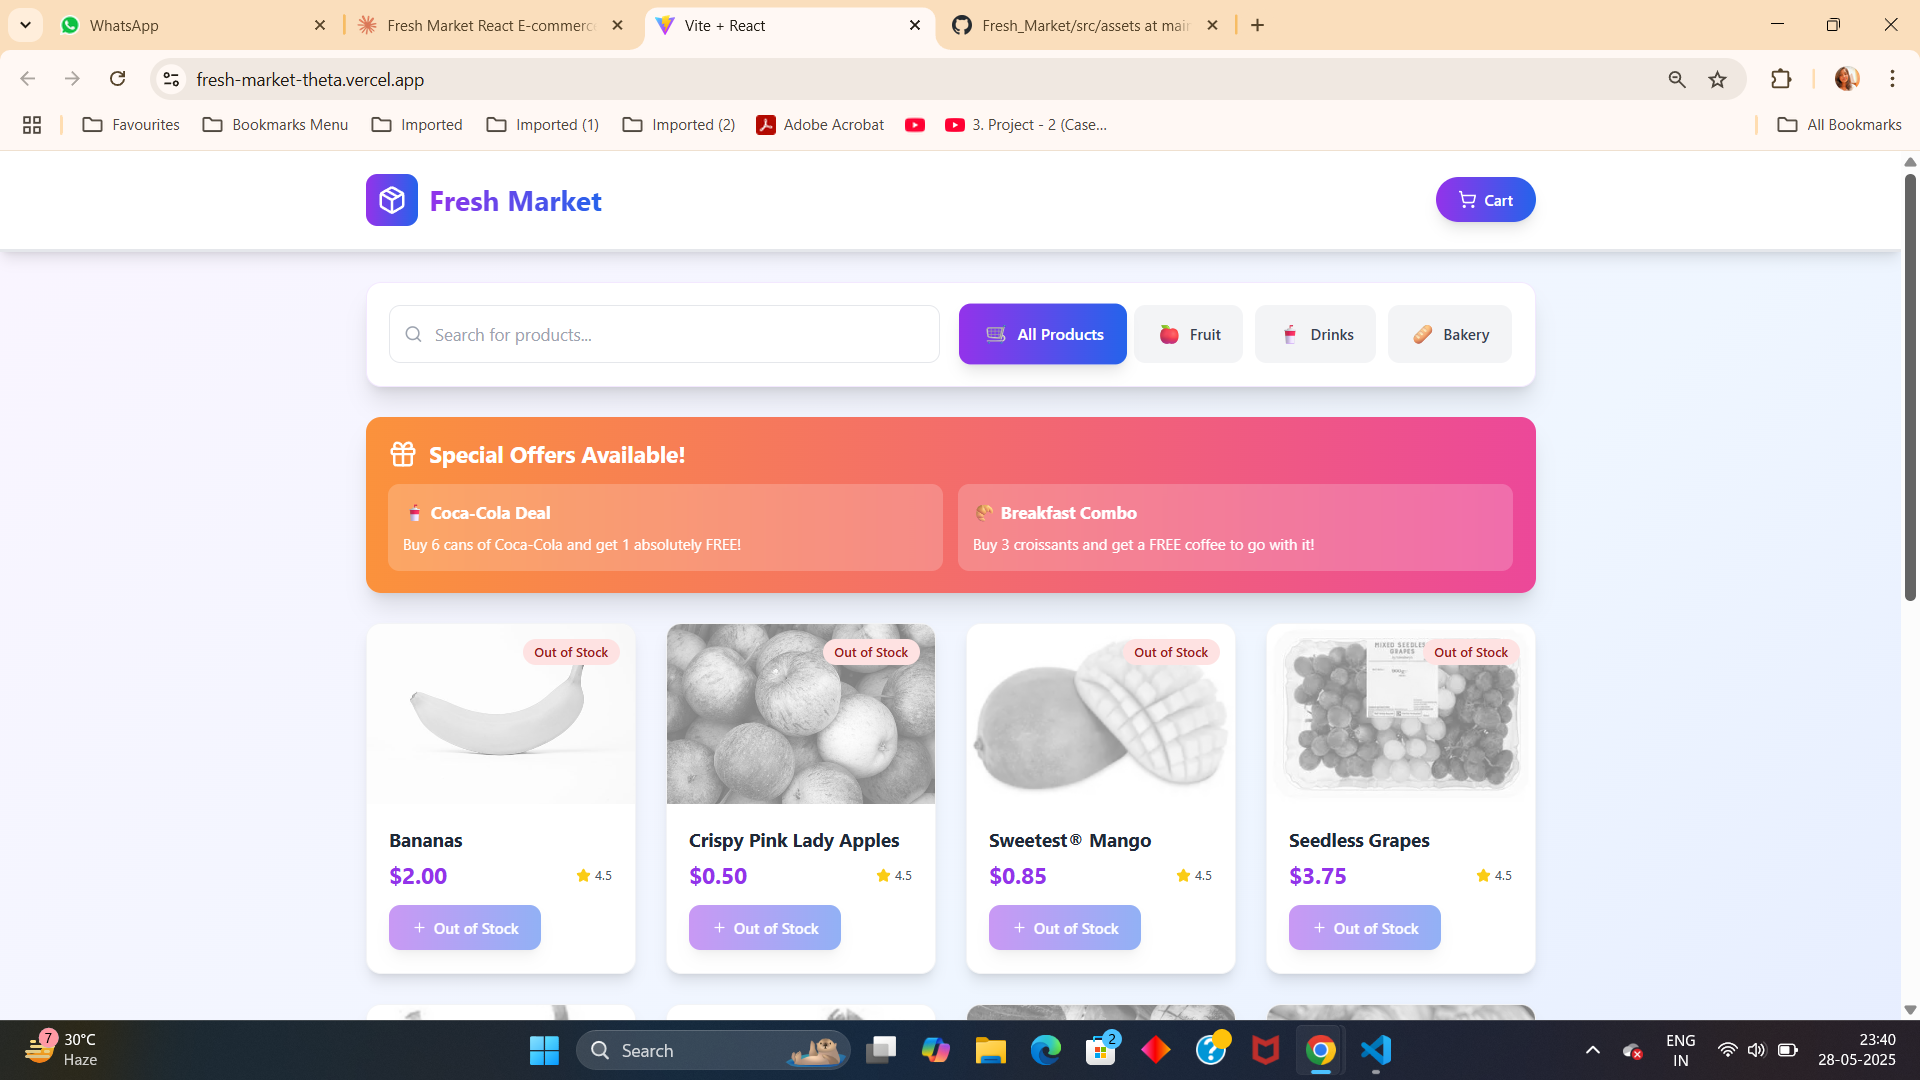 WhatsApp
Fresh Market React E-commerce
Vite + React
Fresh_Market/src/assets at main
fresh-market-theta.vercel.app
Favourites
Bookmarks Menu
Imported
Imported (1)
Imported (2)
Adobe Acrobat
3. Project - 2 (Case...
All Bookmarks
Fresh Market
Cart
Search for products...
All Products
Fruit
Drinks
Bakery
Special Offers Available!
Coca-Cola Deal
Buy 6 cans of Coca-Cola and get 1 absolutely FREE!
Breakfast Combo
Buy 3 croissants and get a FREE coffee to go with it!
Out of Stock
Bananas
$2.00
4.5
+ Out of Stock
Out of Stock
Crispy Pink Lady Apples
$0.50
4.5
+ Out of Stock
Out of Stock
Sweetest® Mango
$0.85
4.5
+ Out of Stock
MIXED SEEDLESS
GRAPES
Out of Stock
Seedless Grapes
$3.75
4.5
+ Out of Stock
7
30°C
Haze
Search
2
ENG
IN
23:40
28-05-2025